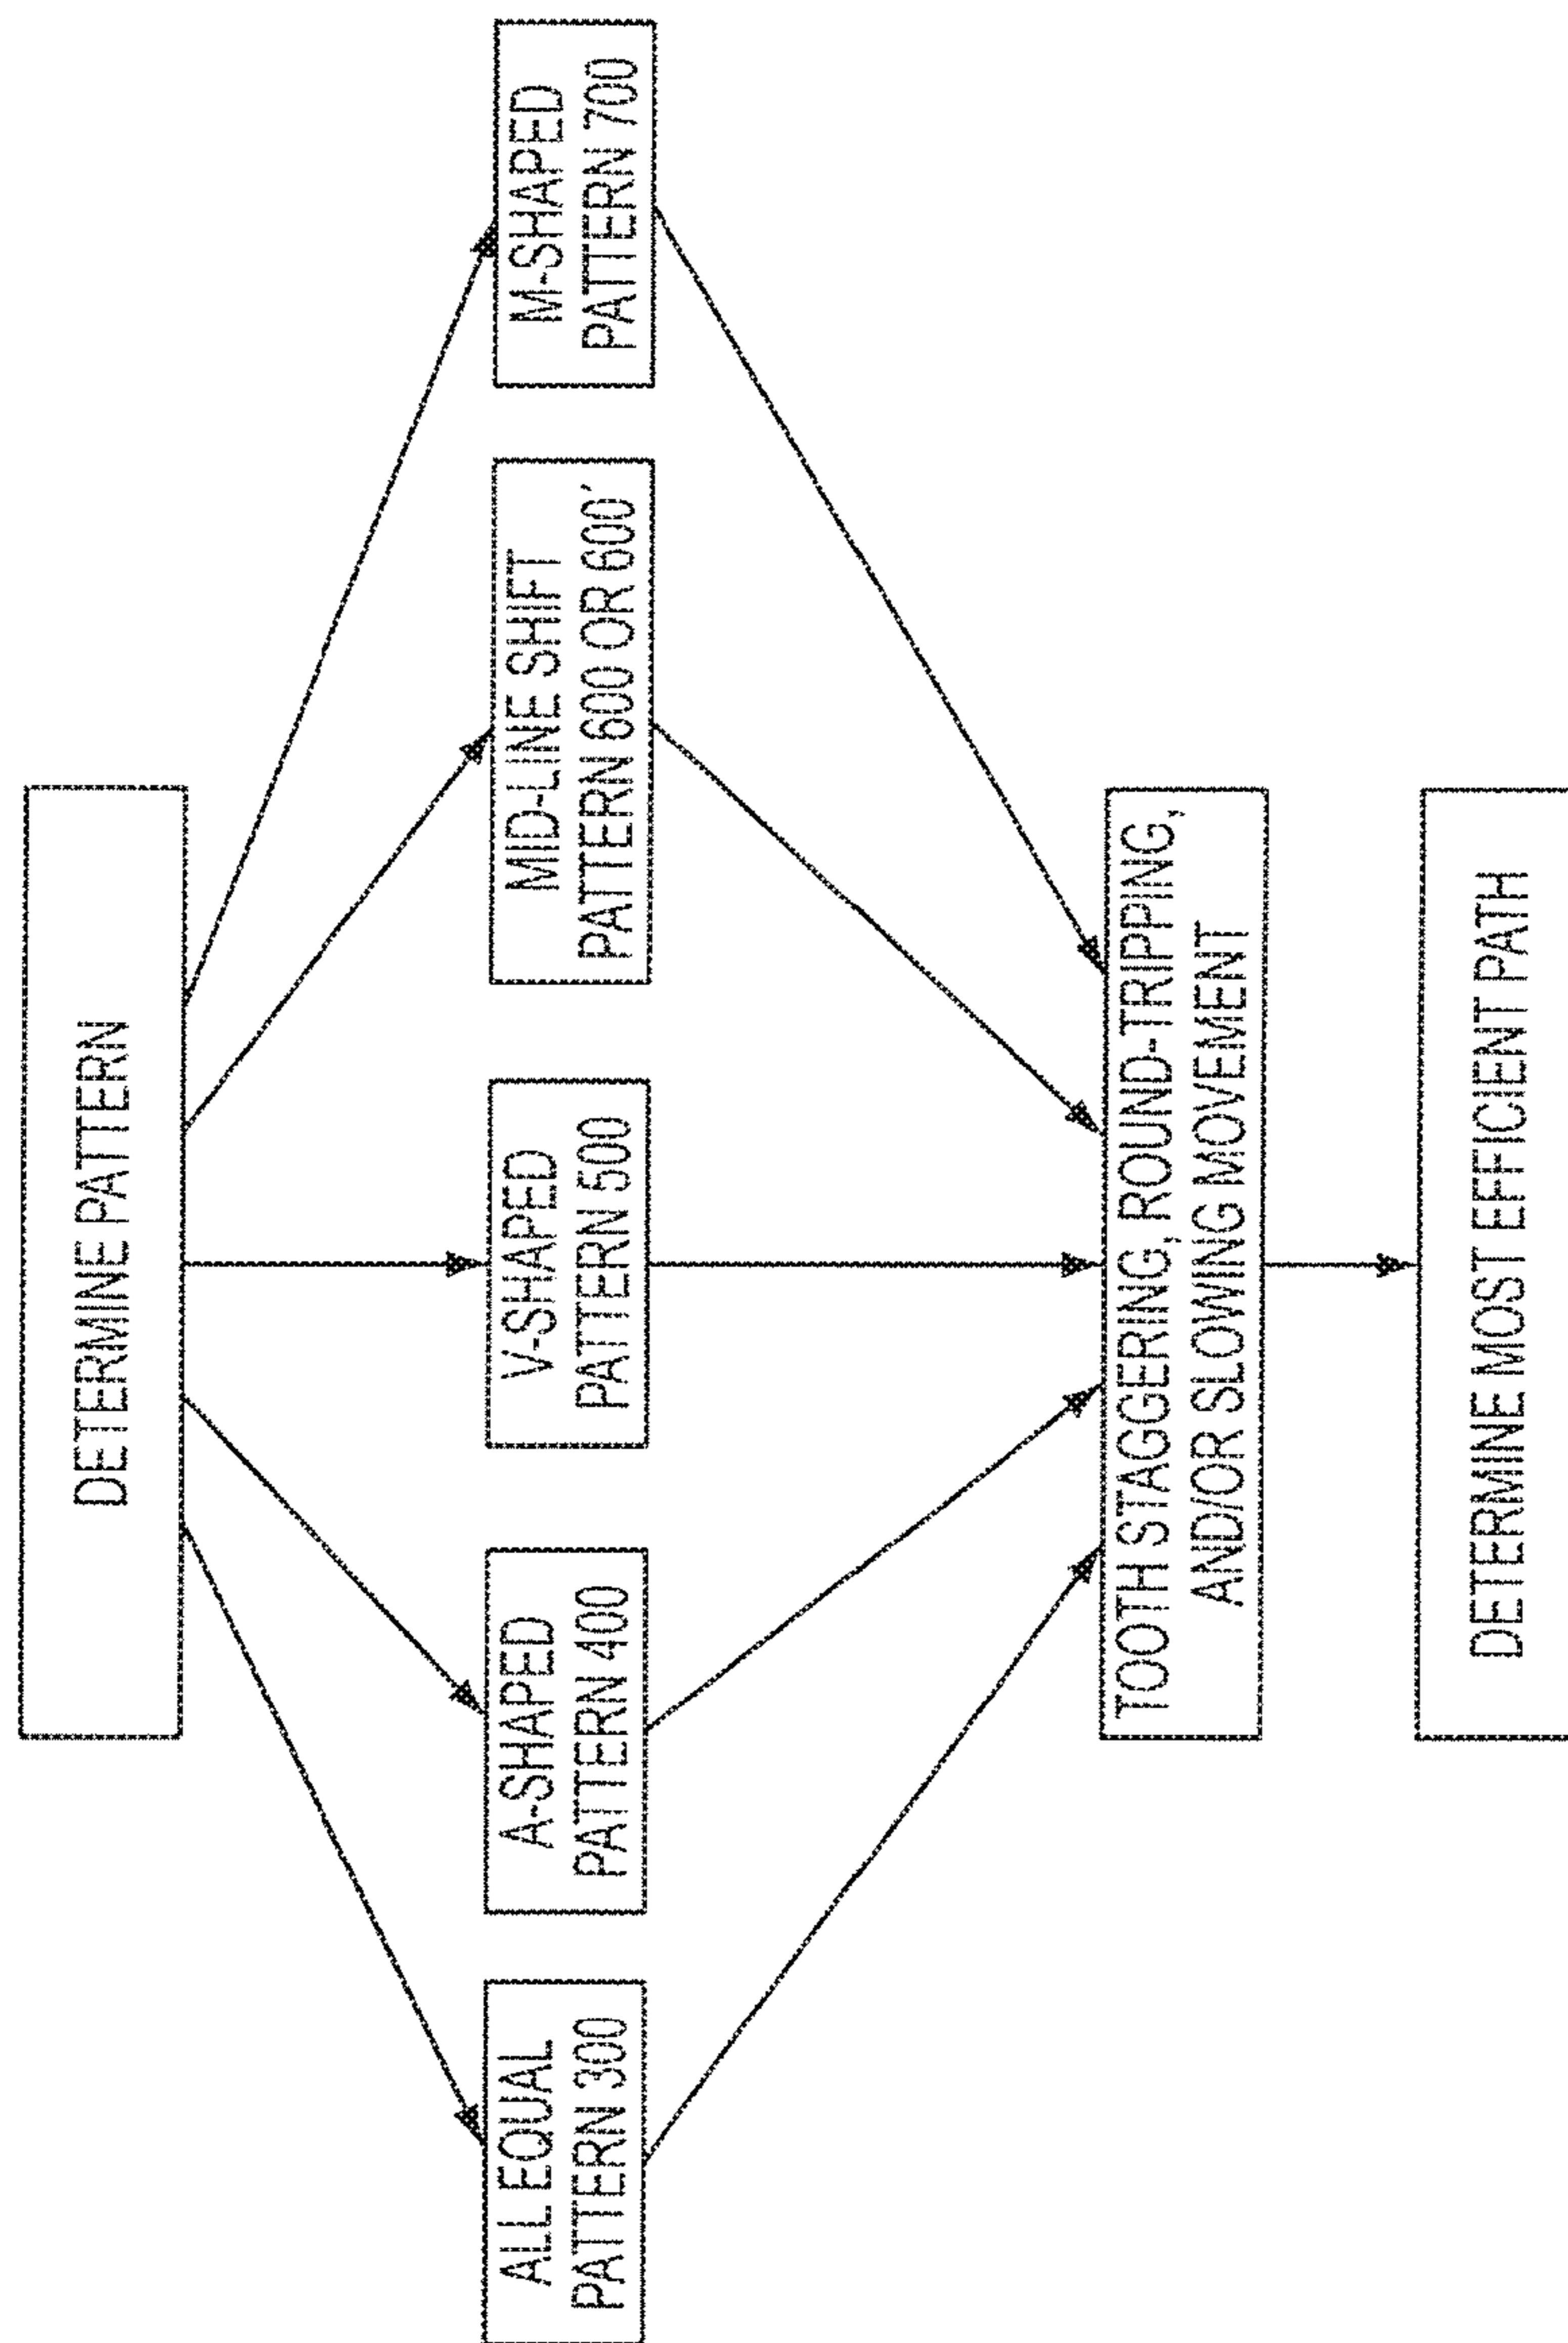 DETERMINE PATTERN
ALL EQUAL
PATTERN 300
A-SHAPED
PATTERN 400
V-SHAPED
PATTERN 500
MID-LINE SHIFT
PATTERN 600 OR 600´
M-SHAPED
PATTERN 700
TOOTH STAGGERING, ROUND-TRIPPING,
AND/OR SLOWING MOVEMENT
DETERMINE MOST EFFICIENT PATH